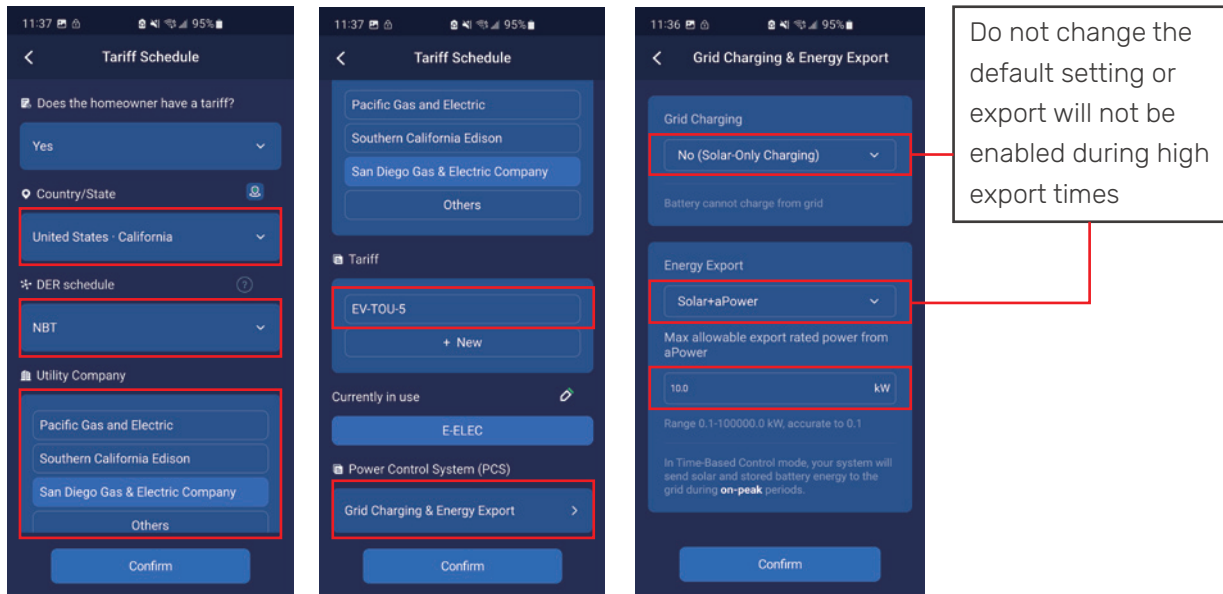 11:37
95%
Tariff Schedule
Does the homeowner have a tariff?
Yes
Country/State
United States - California
DER schedule
?
NBT
Utility Company
Pacific Gas and Electric
Southern California Edison
San Diego Gas & Electric Company
Others
Confirm
11:37
95%
Tariff Schedule
Pacific Gas and Electric
Southern California Edison
San Diego Gas & Electric Company
Others
Tariff
EV-TOU-5
+ New
Currently in use
E-ELEC
Power Control System (PCS)
Grid Charging & Energy Export
Confirm
11:36
95%
Grid Charging & Energy Export
Grid Charging
No (Solar-Only Charging)
Battery cannot charge from grid
Energy Export
Solar+aPower
Max allowable export rated power from
aPower
10.0 kW
Range 0.1-100000.0 kW, accurate to 0.1
In Time-Based Control mode, your system will
send solar and stored battery energy to the
grid during on-peak periods.
Confirm
Do not change the
default setting or
export will not be
enabled during high
export times